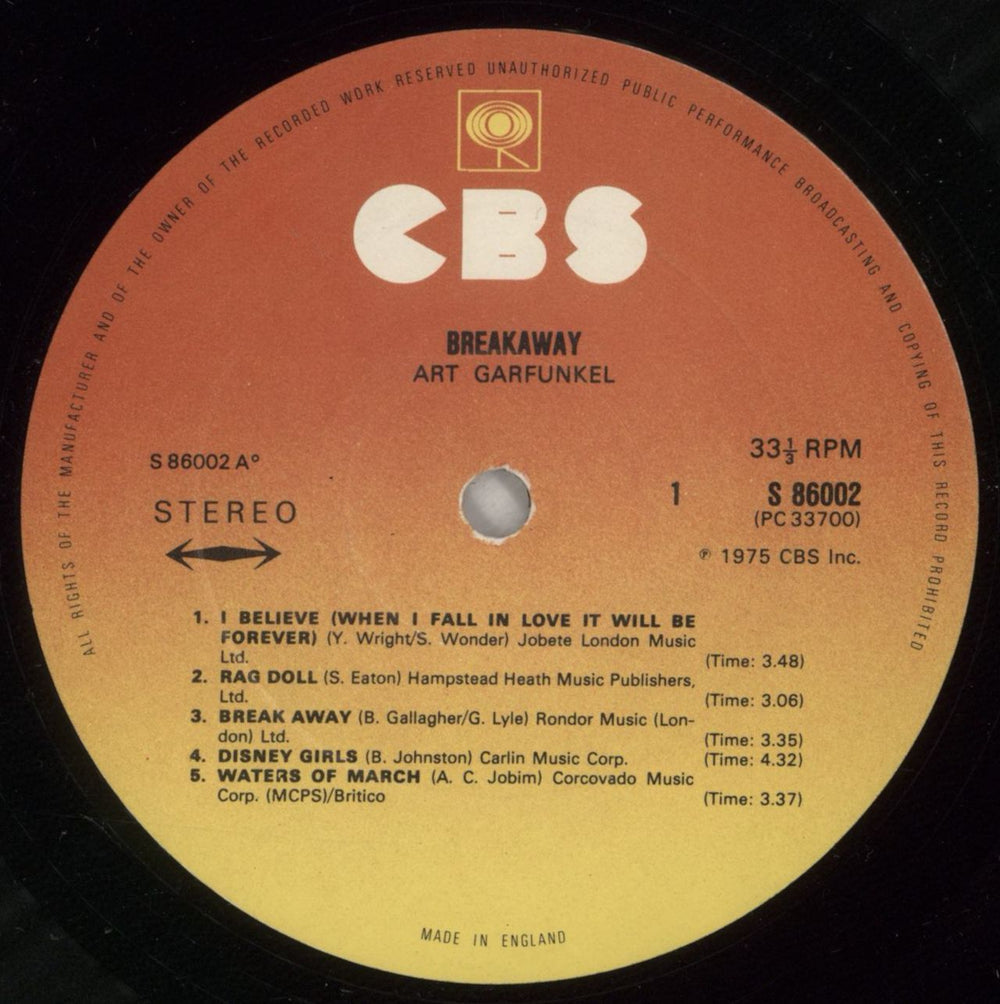 ALL RIGHTS OF THE MANUFACTURER AND OF THE OWNER OF THE RECORDED WORK RESERVED UNAUTHORIZED PUBLIC PERFORMANCE BROADCASTING AND COPYING OF THIS RECORD PROHIBITED
CBS
BREAKAWAY
ART GARFUNKEL
33⅓ RPM
S 86002 A°
1 S 86002
STEREO
(PC 33700)
℗ 1975 CBS Inc.
1. I BELIEVE (WHEN I FALL IN LOVE IT WILL BE
FOREVER) (Y. Wright/S. Wonder) Jobete London Music
Ltd. (Time: 3.48)
2. RAG DOLL (S. Eaton) Hampstead Heath Music Publishers,
Ltd. (Time: 3.06)
3. BREAK AWAY (B. Gallagher/G. Lyle) Rondor Music (Lon-
don) Ltd. (Time: 3.35)
4. DISNEY GIRLS (B. Johnston) Carlin Music Corp. (Time: 4.32)
5. WATERS OF MARCH (A. C. Jobim) Corcovado Music
Corp. (MCPS)/Britico (Time: 3.37)
MADE IN ENGLAND